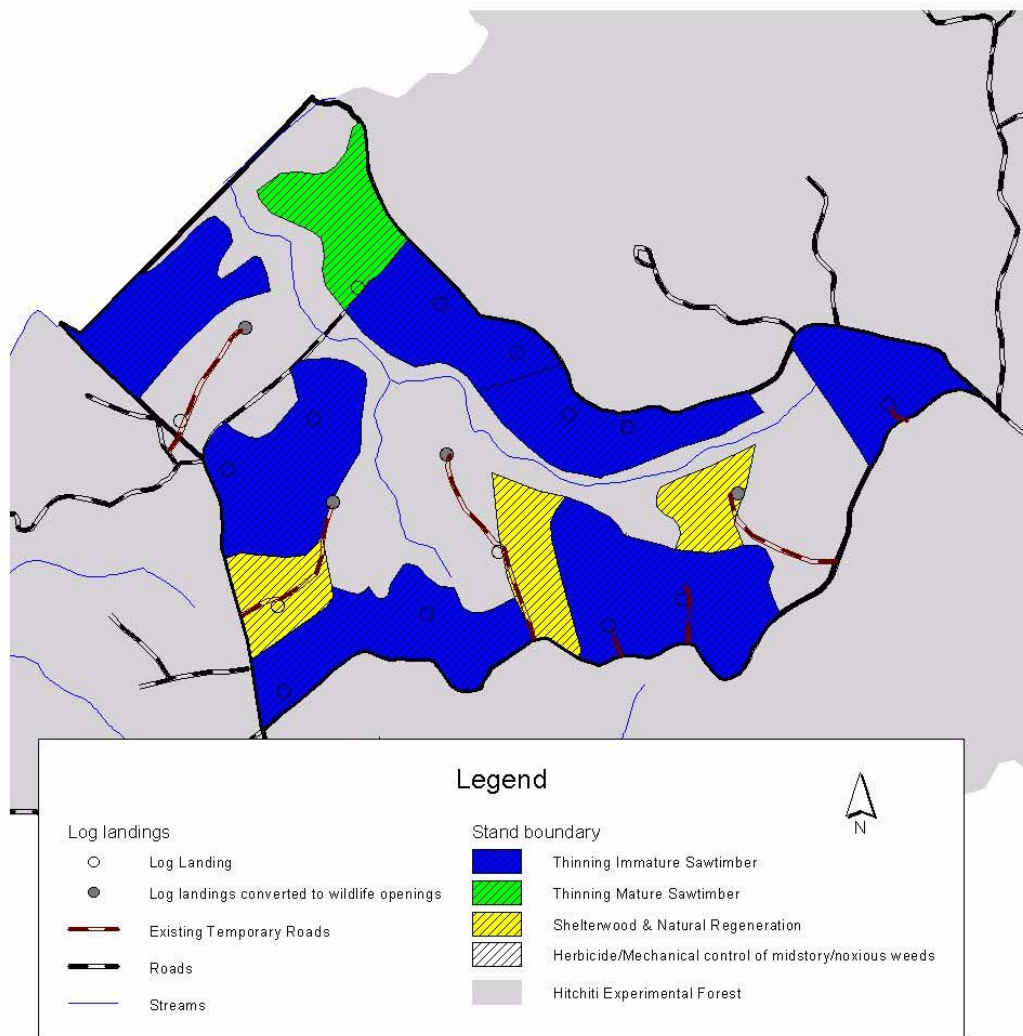 Legend
N
Log landings
Log Landing
Log landings converted to wildlife openings
Existing Temporary Roads
Roads
Streams
Stand boundary
Thinning Immature Sawtimber
Thinning Mature Sawtimber
Shelterwood & Natural Regeneration
Herbicide/Mechanical control of midstory/noxious weeds
Hitchiti Experimental Forest